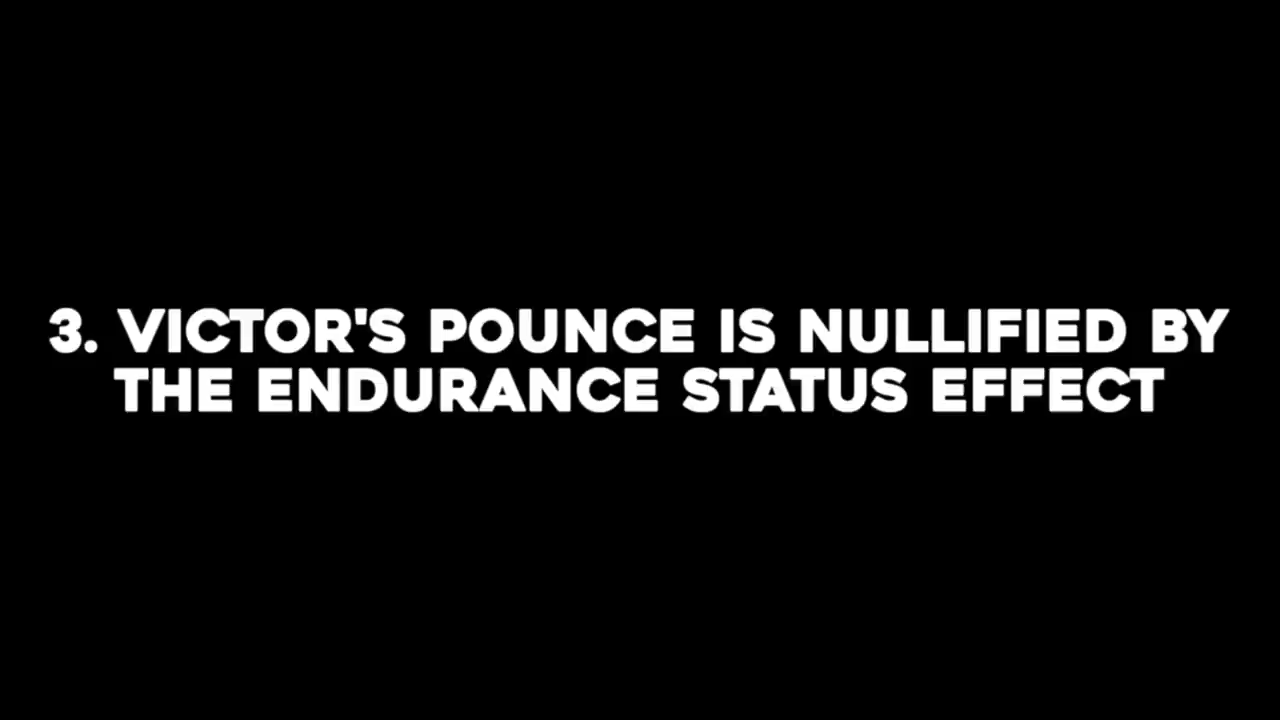 3. VICTOR'S POUNCE IS NULLIFIED BY
THE ENDURANCE STATUS EFFECT